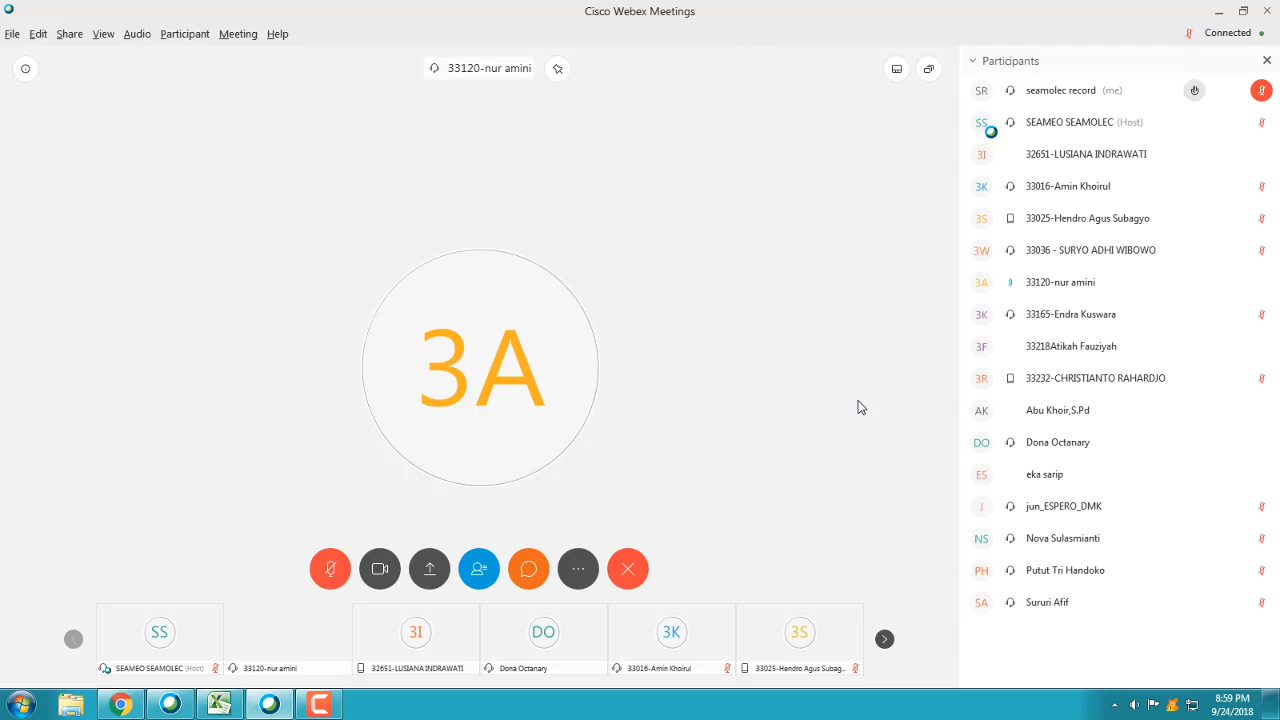 Cisco Webex Meetings
File Edit Share View Audio Participant Meeting Help
Connected
33120-nur amini
3A
Participants
SR seamolec record (me)
SS SEAMEO SEAMOLEC (Host)
3I 32651-LUSIANA INDRAWATI
3K 33016-Amin Khoirul
3S 33025-Hendro Agus Subagyo
3W 33036 - SURYO ADHI WIBOWO
3A 33120-nur amini
3K 33165-Endra Kuswara
3F 33218Atikah Fauziyah
3R 33232-CHRISTIANTO RAHARDJO
AK Abu Khoir,S.Pd
DO Dona Octanary
ES eka sarip
J jun_ESPERO_DMK
NS Nova Sulasmianti
PH Putut Tri Handoko
SA Sururi Afif
SS 3I DO 3K 3S
SEAMEO SEAMOLEC (Host) 33120-nur amini 32651-LUSIANA INDRAWATI Dona Octanary 33016-Amin Khoirul 33025-Hendro Agus Subag...
8:59 PM
9/24/2018